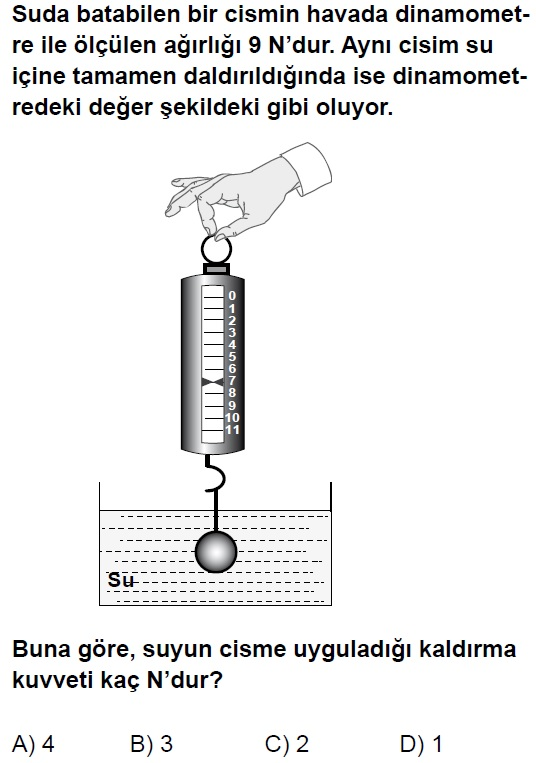 Suda batabilen bir cismin havada dinamomet-
re ile ölçülen ağırlığı 9 N’dur. Aynı cisim su
içine tamamen daldırıldığında ise dinamomet-
redeki değer şekildeki gibi oluyor.
0
1
2
3
4
5
6
7
8
9
10
11
Su
Buna göre, suyun cisme uyguladığı kaldırma
kuvveti kaç N’dur?
A) 4 B) 3 C) 2 D) 1